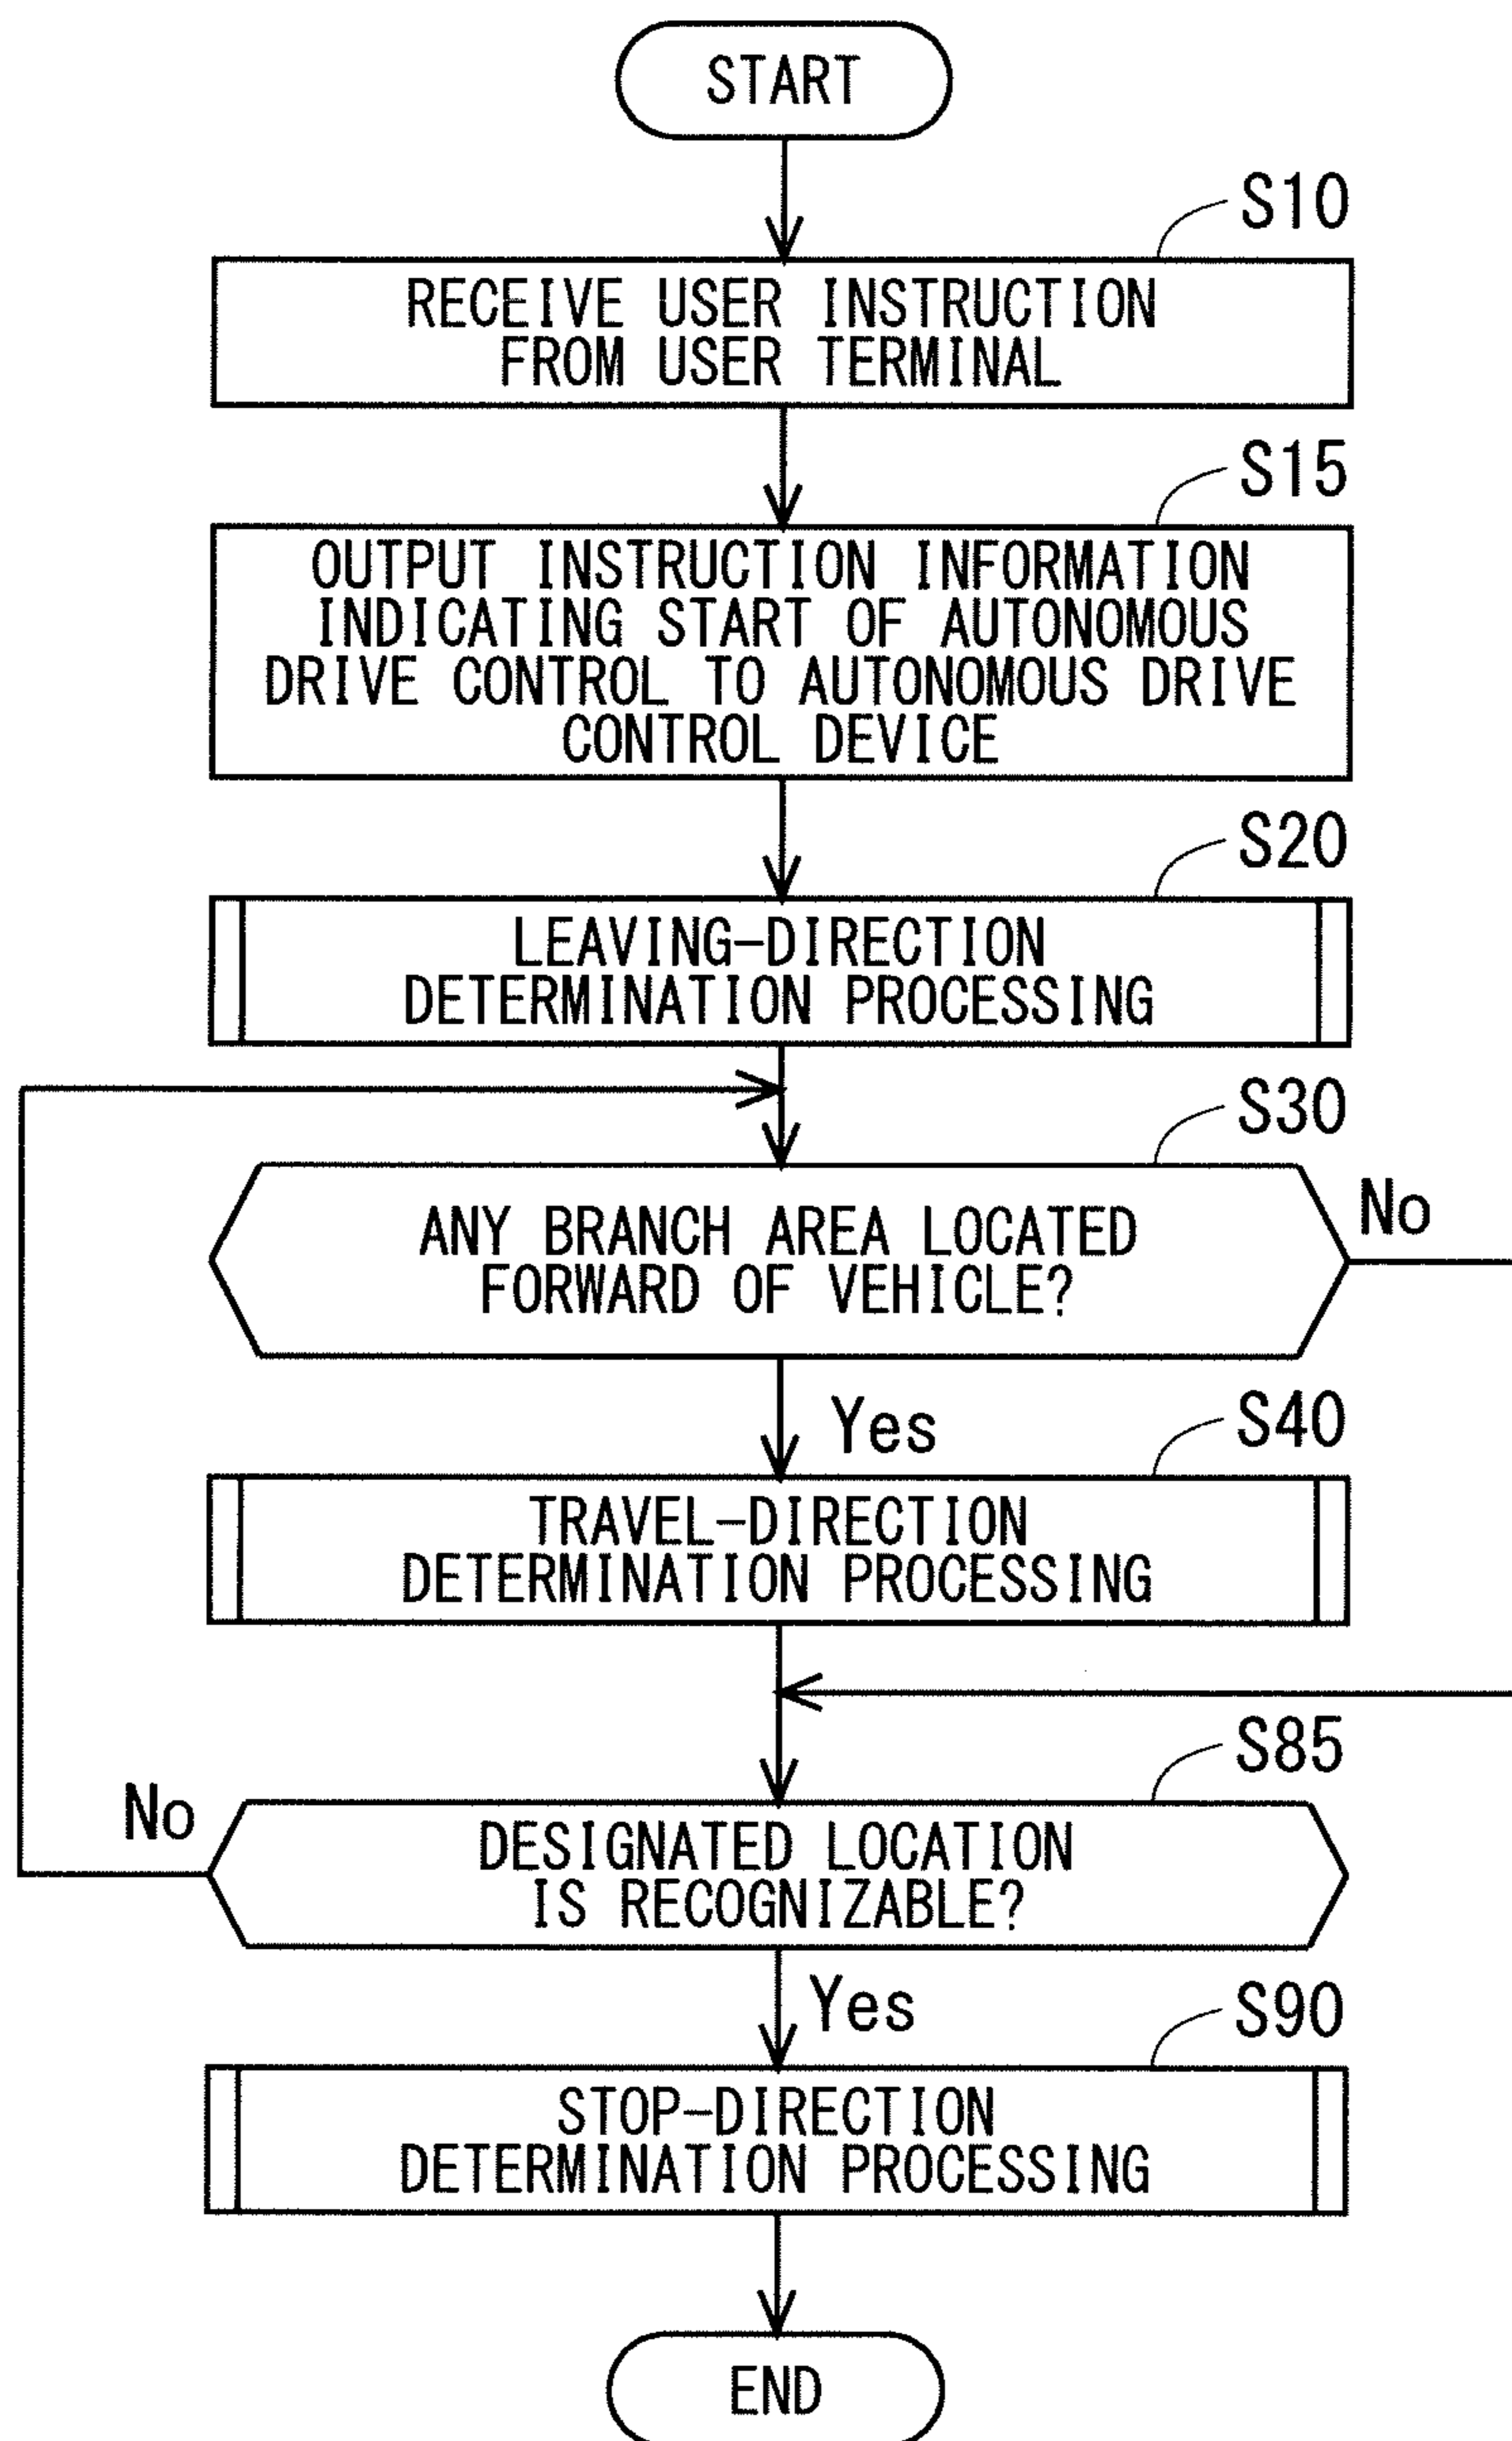 START
S10
RECEIVE USER INSTRUCTION
FROM USER TERMINAL
S15
OUTPUT INSTRUCTION INFORMATION
INDICATING START OF AUTONOMOUS
DRIVE CONTROL TO AUTONOMOUS DRIVE
CONTROL DEVICE
S20
LEAVING-DIRECTION
DETERMINATION PROCESSING
S30
ANY BRANCH AREA LOCATED
FORWARD OF VEHICLE?
No
Yes
S40
TRAVEL-DIRECTION
DETERMINATION PROCESSING
S85
No
DESIGNATED LOCATION
IS RECOGNIZABLE?
Yes
S90
STOP-DIRECTION
DETERMINATION PROCESSING
END